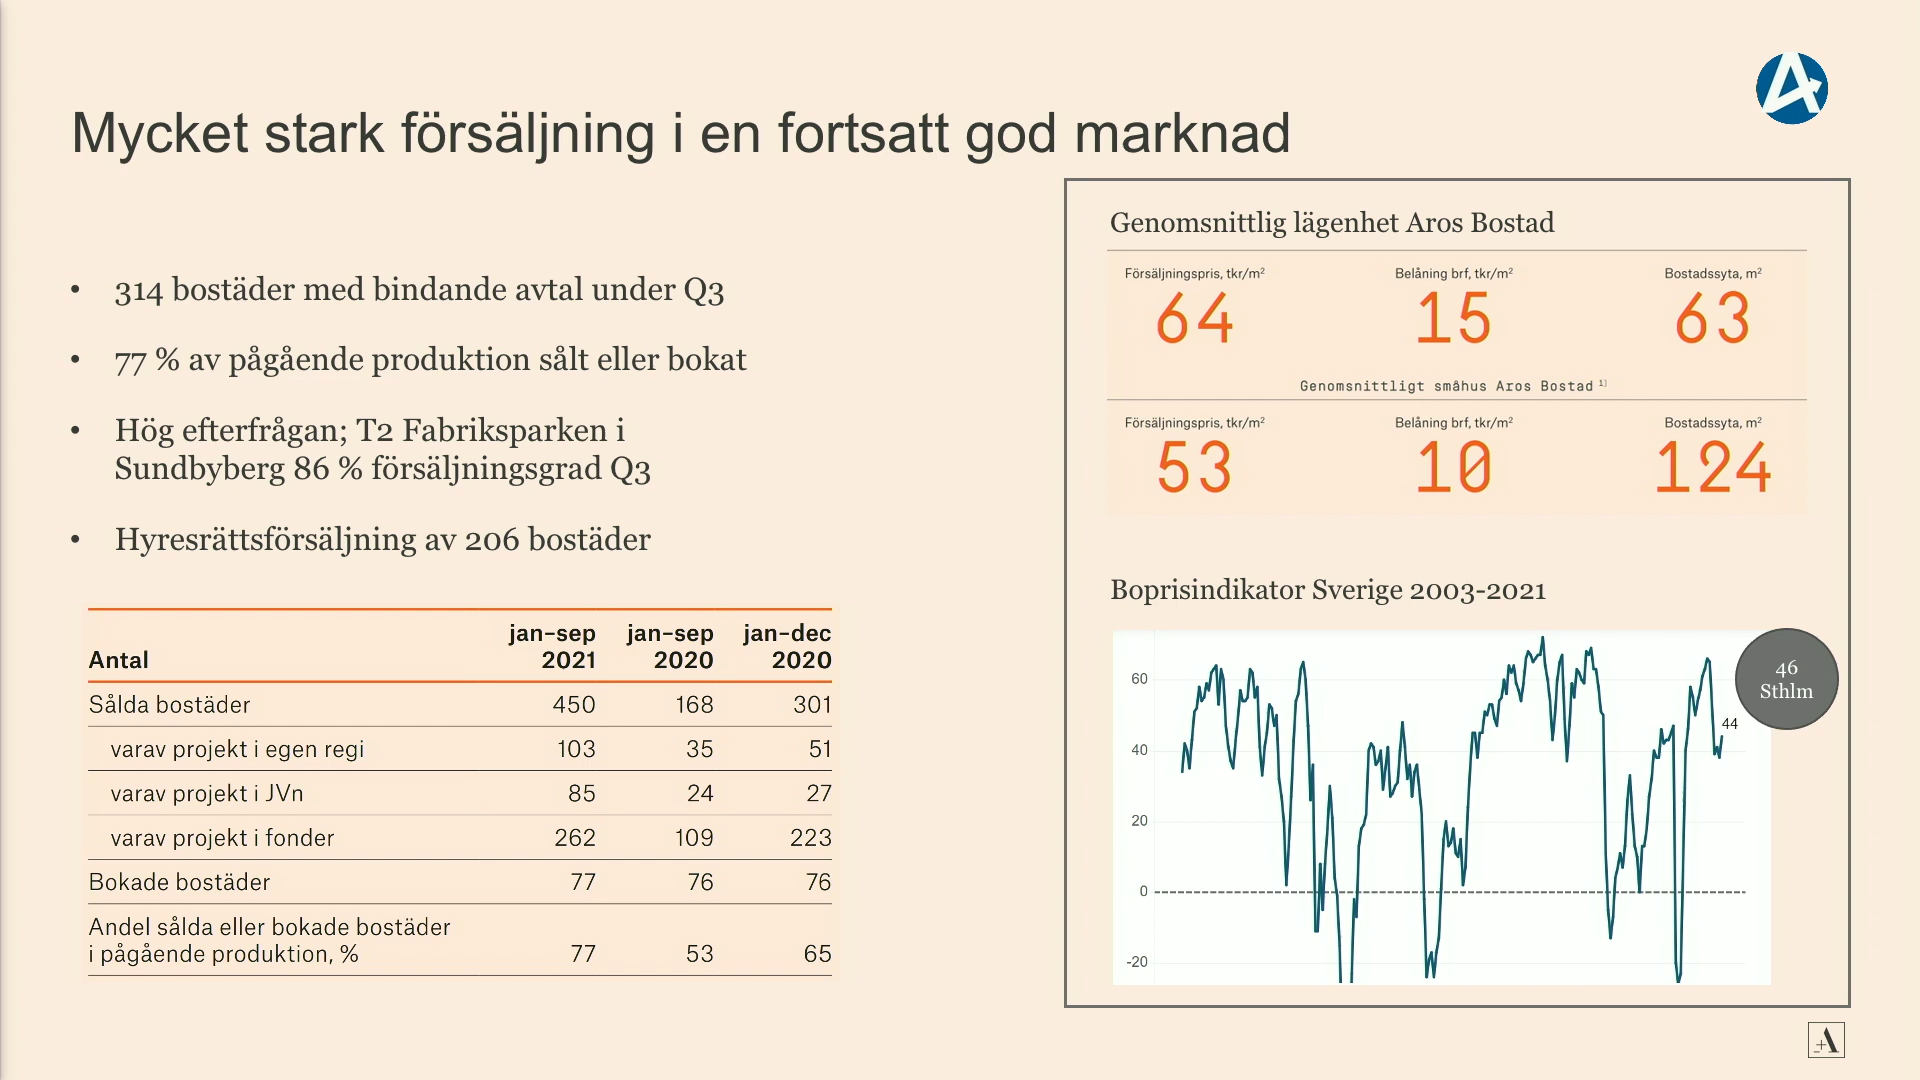 Mycket stark försäljning i en fortsatt god marknad
• 314 bostäder med bindande avtal under Q3
• 77 % av pågående produktion sålt eller bokat
• Hög efterfrågan; T2 Fabriksparken i
Sundbyberg 86 % försäljningsgrad Q3
• Hyresrättsförsäljning av 206 bostäder
Antal jan–sep 2021 jan–sep 2020 jan–dec 2020
Sålda bostäder 450 168 301
varav projekt i egen regi 103 35 51
varav projekt i JVn 85 24 27
varav projekt i fonder 262 109 223
Bokade bostäder 77 76 76
Andel sålda eller bokade bostäder
i pågående produktion, % 77 53 65
Genomsnittlig lägenhet Aros Bostad
Försäljningspris, tkr/m² Belåning brf, tkr/m² Bostadssyta, m²
64 15 63
Genomsnittligt småhus Aros Bostad ¹⁾
Försäljningspris, tkr/m² Belåning brf, tkr/m² Bostadssyta, m²
53 10 124
Boprisindikator Sverige 2003-2021
46
Sthlm
60
44
40
20
0
-20